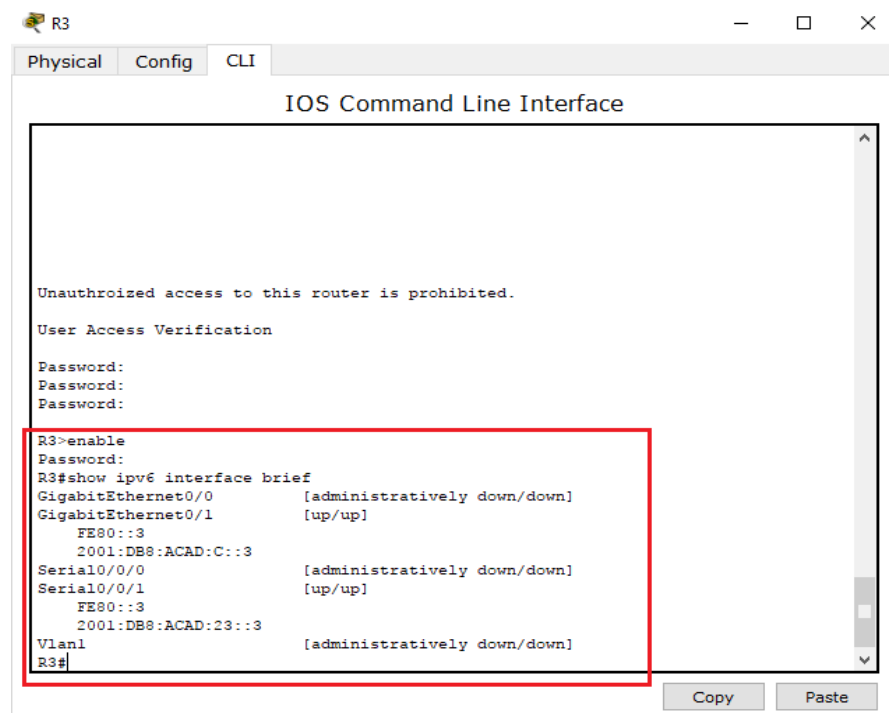 R3
Physical Config CLI
IOS Command Line Interface
Unauthroized access to this router is prohibited.
User Access Verification
Password:
Password:
Password:
R3>enable
Password:
R3#show ipv6 interface brief
GigabitEthernet0/0 [administratively down/down]
GigabitEthernet0/1 [up/up]
FE80::3
2001:DB8:ACAD:C::3
Serial0/0/0 [administratively down/down]
Serial0/0/1 [up/up]
FE80::3
2001:DB8:ACAD:23::3
Vlan1 [administratively down/down]
R3#
Copy Paste